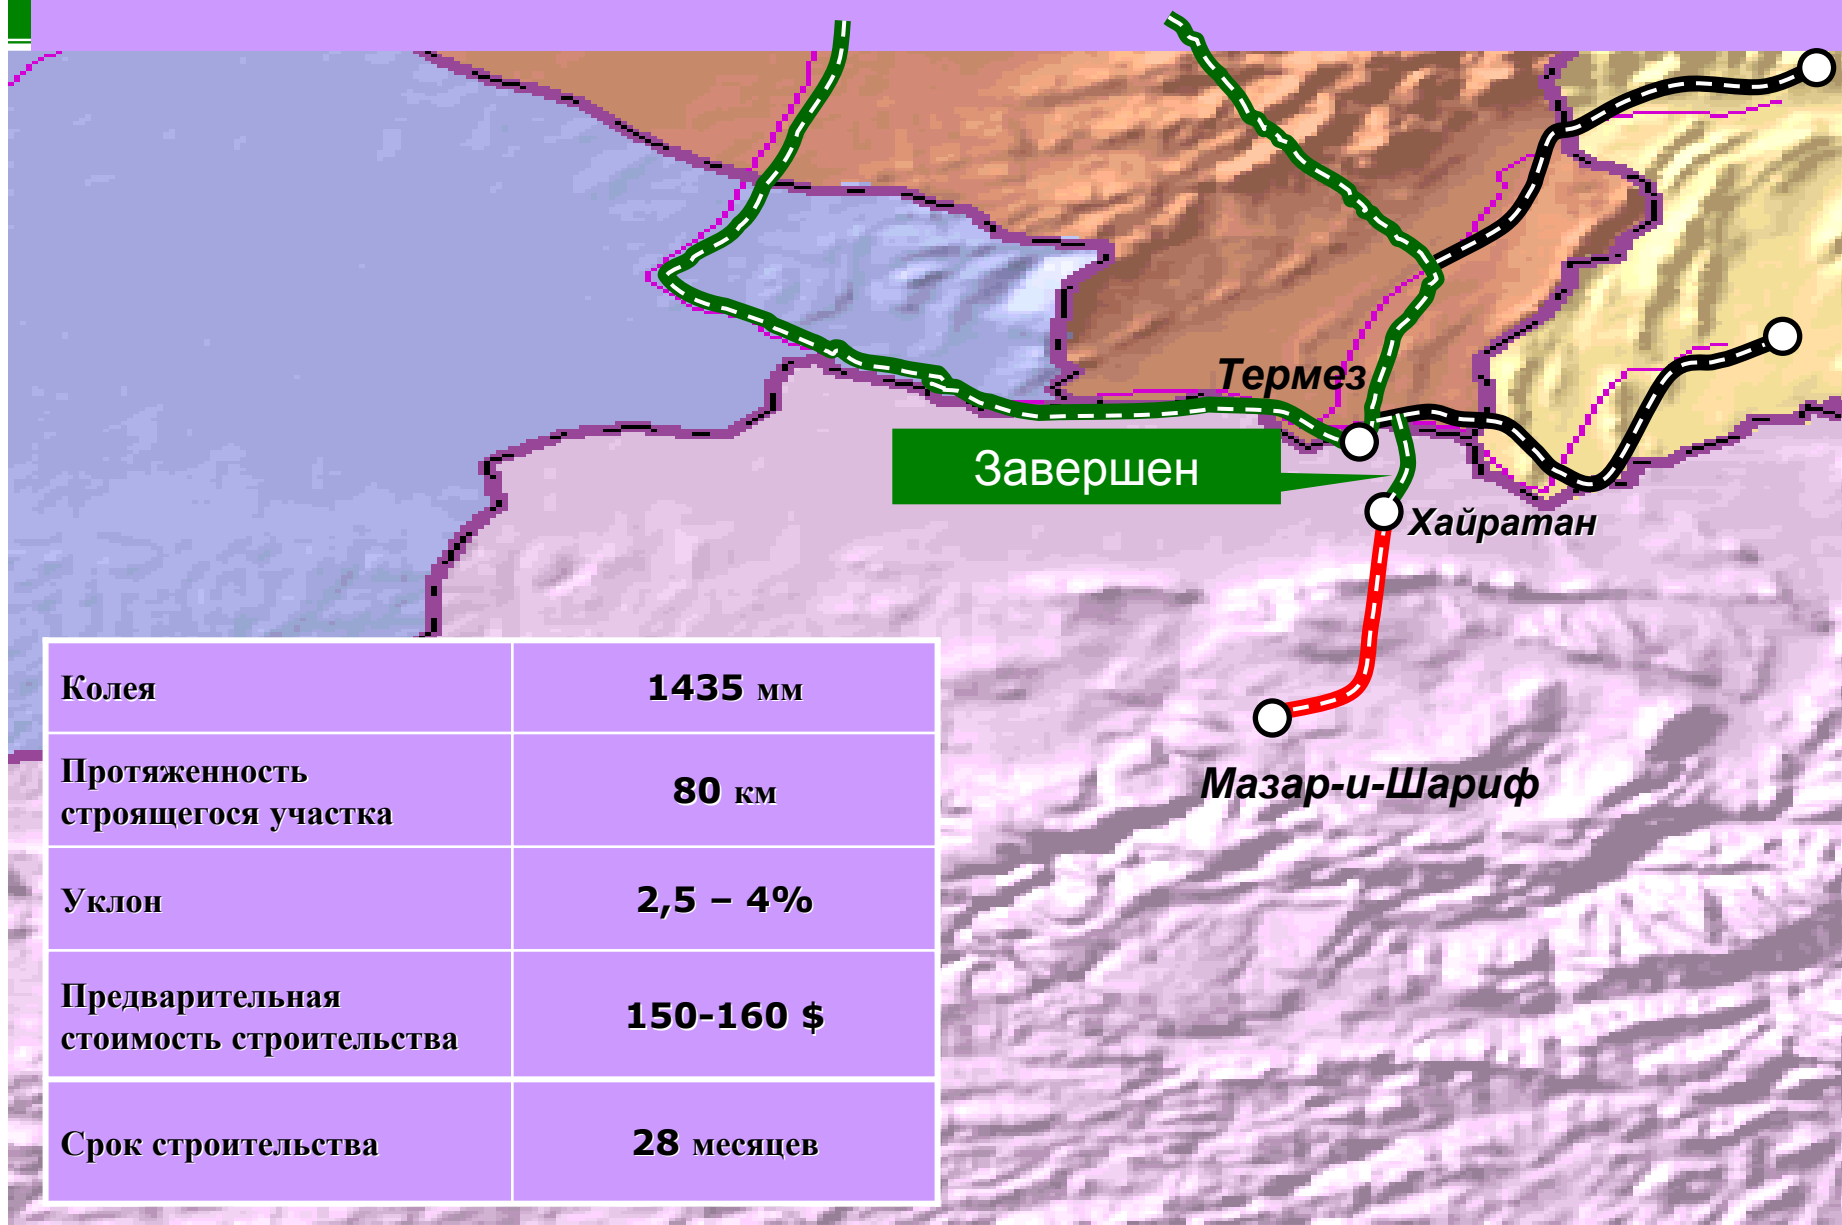 Термез
Завершен
Хайратан
Мазар-и-Шариф
Колея 1435 мм
Протяженность
строящегося участка 80 км
Уклон 2,5 – 4%
Предварительная
стоимость строительства 150-160 $
Срок строительства 28 месяцев